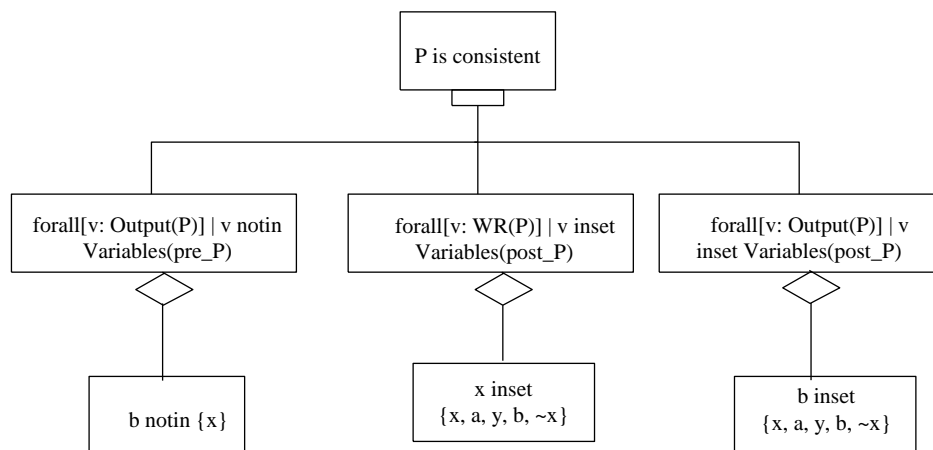 P is consistent
forall[v: Output(P)] | v notin
Variables(pre_P)
forall[v: WR(P)] | v inset
Variables(post_P)
forall[v: Output(P)] | v
inset Variables(post_P)
b notin {x}
x inset
{x, a, y, b, ~x}
b inset
{x, a, y, b, ~x}